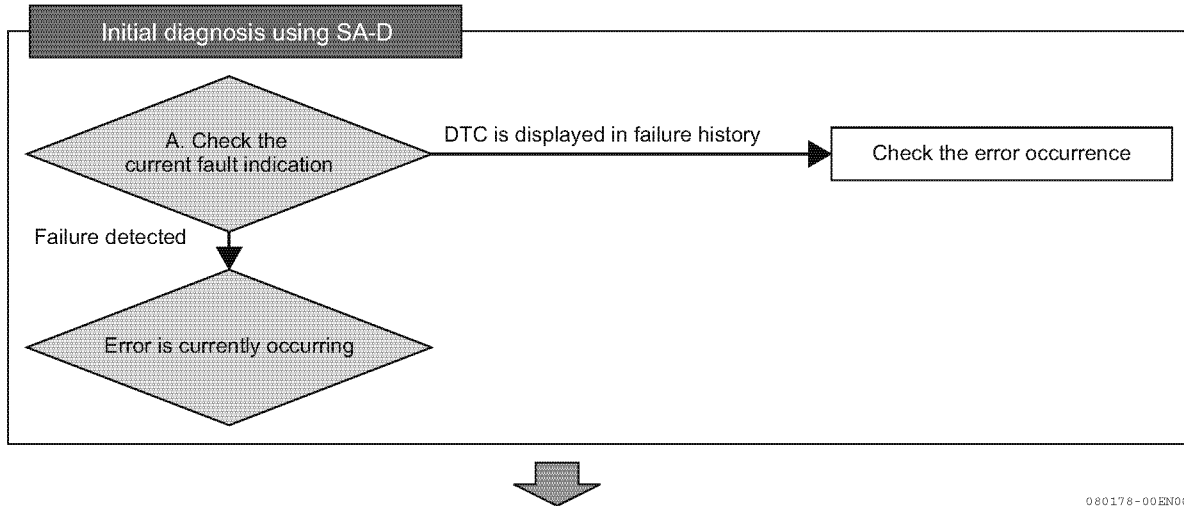 Initial diagnosis using SA-D
A. Check the
current fault indication
DTC is displayed in failure history
Check the error occurrence
Failure detected
Error is currently occurring